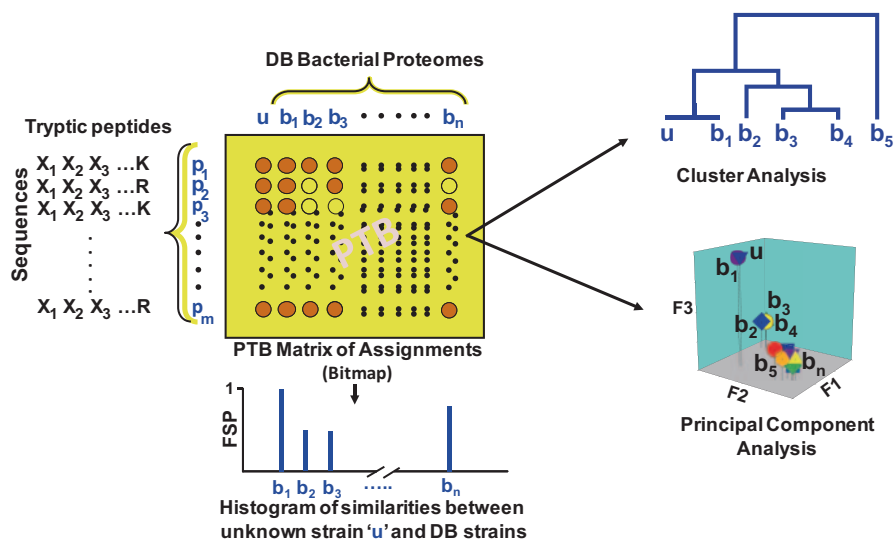 DB Bacterial Proteomes
u b1 b2 b3 ..... bn
Tryptic peptides
Sequences
X1 X2 X3 ...K p1
X1 X2 X3 ...R p2
X1 X2 X3 ...K p3
X1 X2 X3 ...R pm
PTB
PTB Matrix of Assignments
(Bitmap)
1
FSP
b1 b2 b3 ..... bn
Histogram of similarities between
unknown strain 'u' and DB strains
u b1 b2 b3 b4 b5
Cluster Analysis
u
b1
F3
b3
b2 b4
b5 bn
F2
F1
Principal Component
Analysis